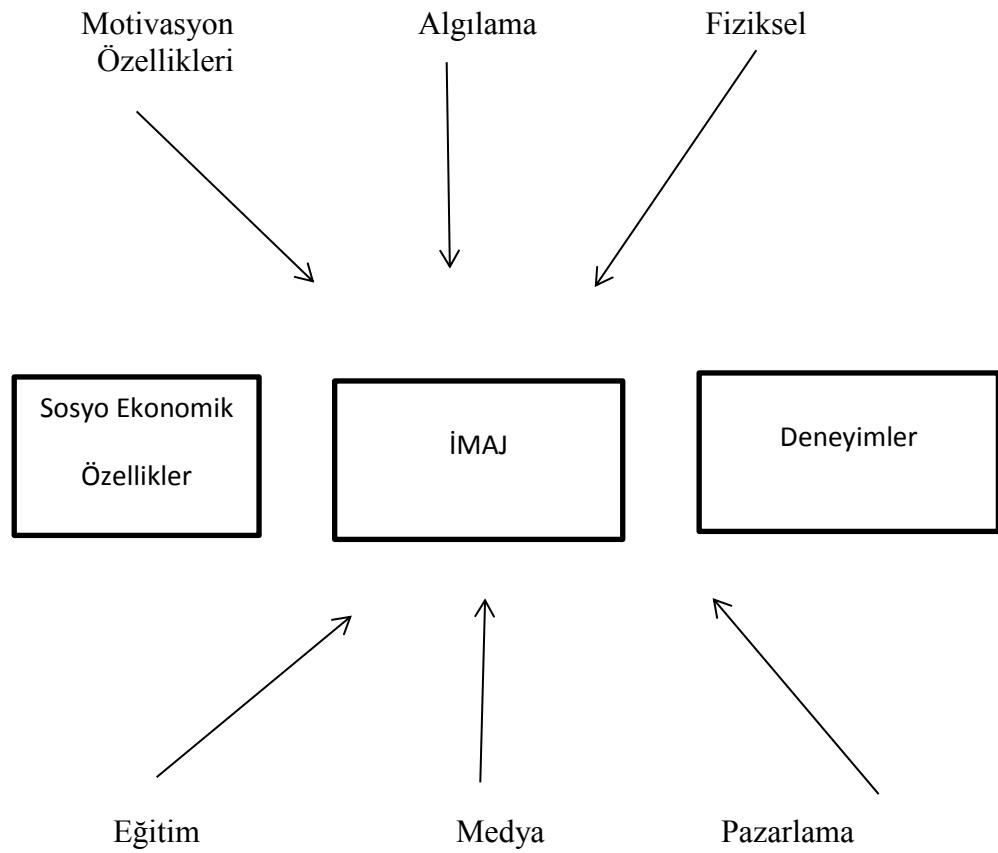 Motivasyon
Özellikleri
Algılama
Fiziksel
Sosyo Ekonomik
Özellikler
İMAJ
Deneyimler
Eğitim
Medya
Pazarlama